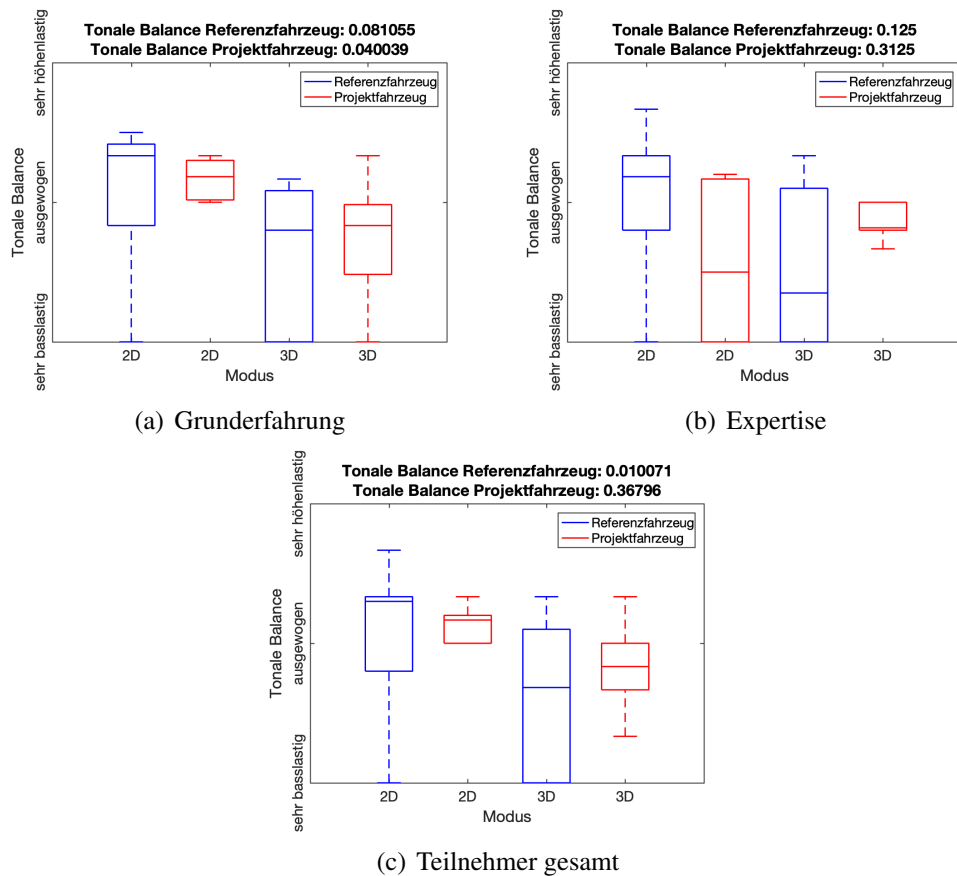 Tonale Balance Referenzfahrzeug: 0.081055
Tonale Balance Projektfahrzeug: 0.040039
sehr höhenlastig
ausgewogen
sehr basslastig
Tonale Balance
Referenzfahrzeug
Projektfahrzeug
2D 2D 3D 3D
Modus
(a) Grunderfahrung
Tonale Balance Referenzfahrzeug: 0.125
Tonale Balance Projektfahrzeug: 0.3125
sehr höhenlastig
ausgewogen
sehr basslastig
Tonale Balance
Referenzfahrzeug
Projektfahrzeug
2D 2D 3D 3D
Modus
(b) Expertise
Tonale Balance Referenzfahrzeug: 0.010071
Tonale Balance Projektfahrzeug: 0.36796
sehr höhenlastig
ausgewogen
sehr basslastig
Tonale Balance
Referenzfahrzeug
Projektfahrzeug
2D 2D 3D 3D
Modus
(c) Teilnehmer gesamt